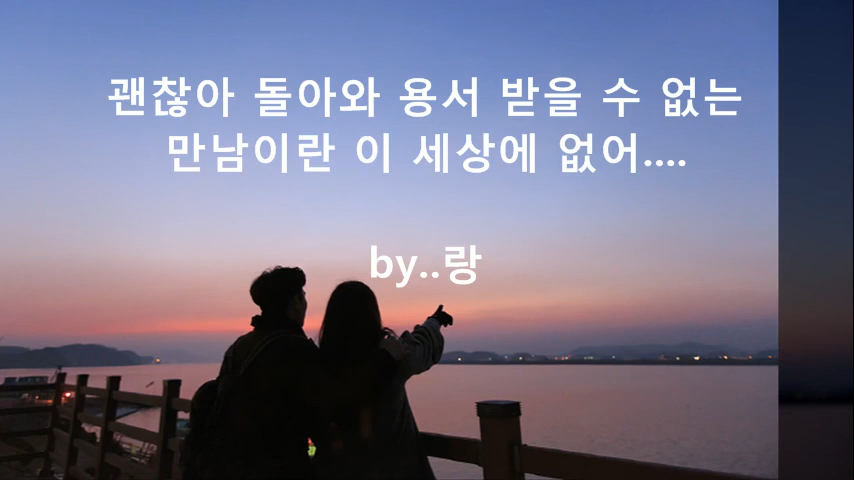 괜찮아 돌아와 용서 받을 수 없는
만남이란 이 세상에 없어....
by..랑